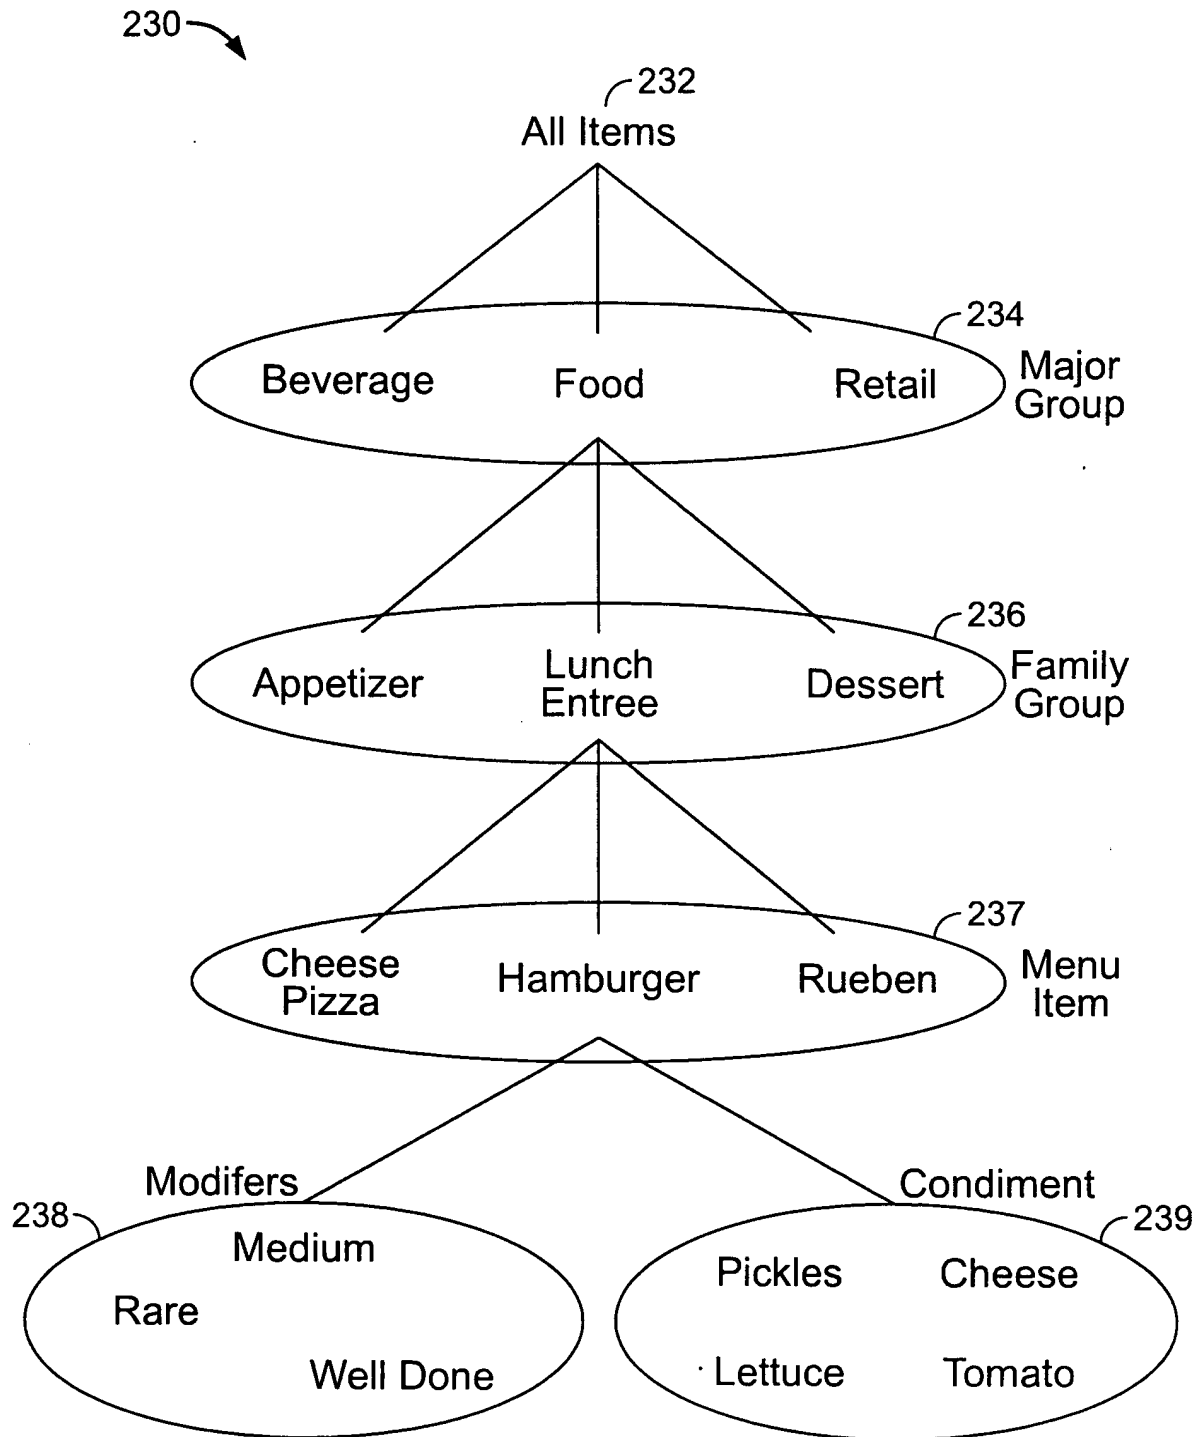 230
232
All Items
234
Beverage Food Retail
Major
Group
236
Appetizer
Lunch
Entree
Dessert
Family
Group
237
Cheese
Pizza
Hamburger
Rueben
Menu
Item
Modifers
238
Medium
Rare
Well Done
Condiment
239
Pickles Cheese
Lettuce Tomato